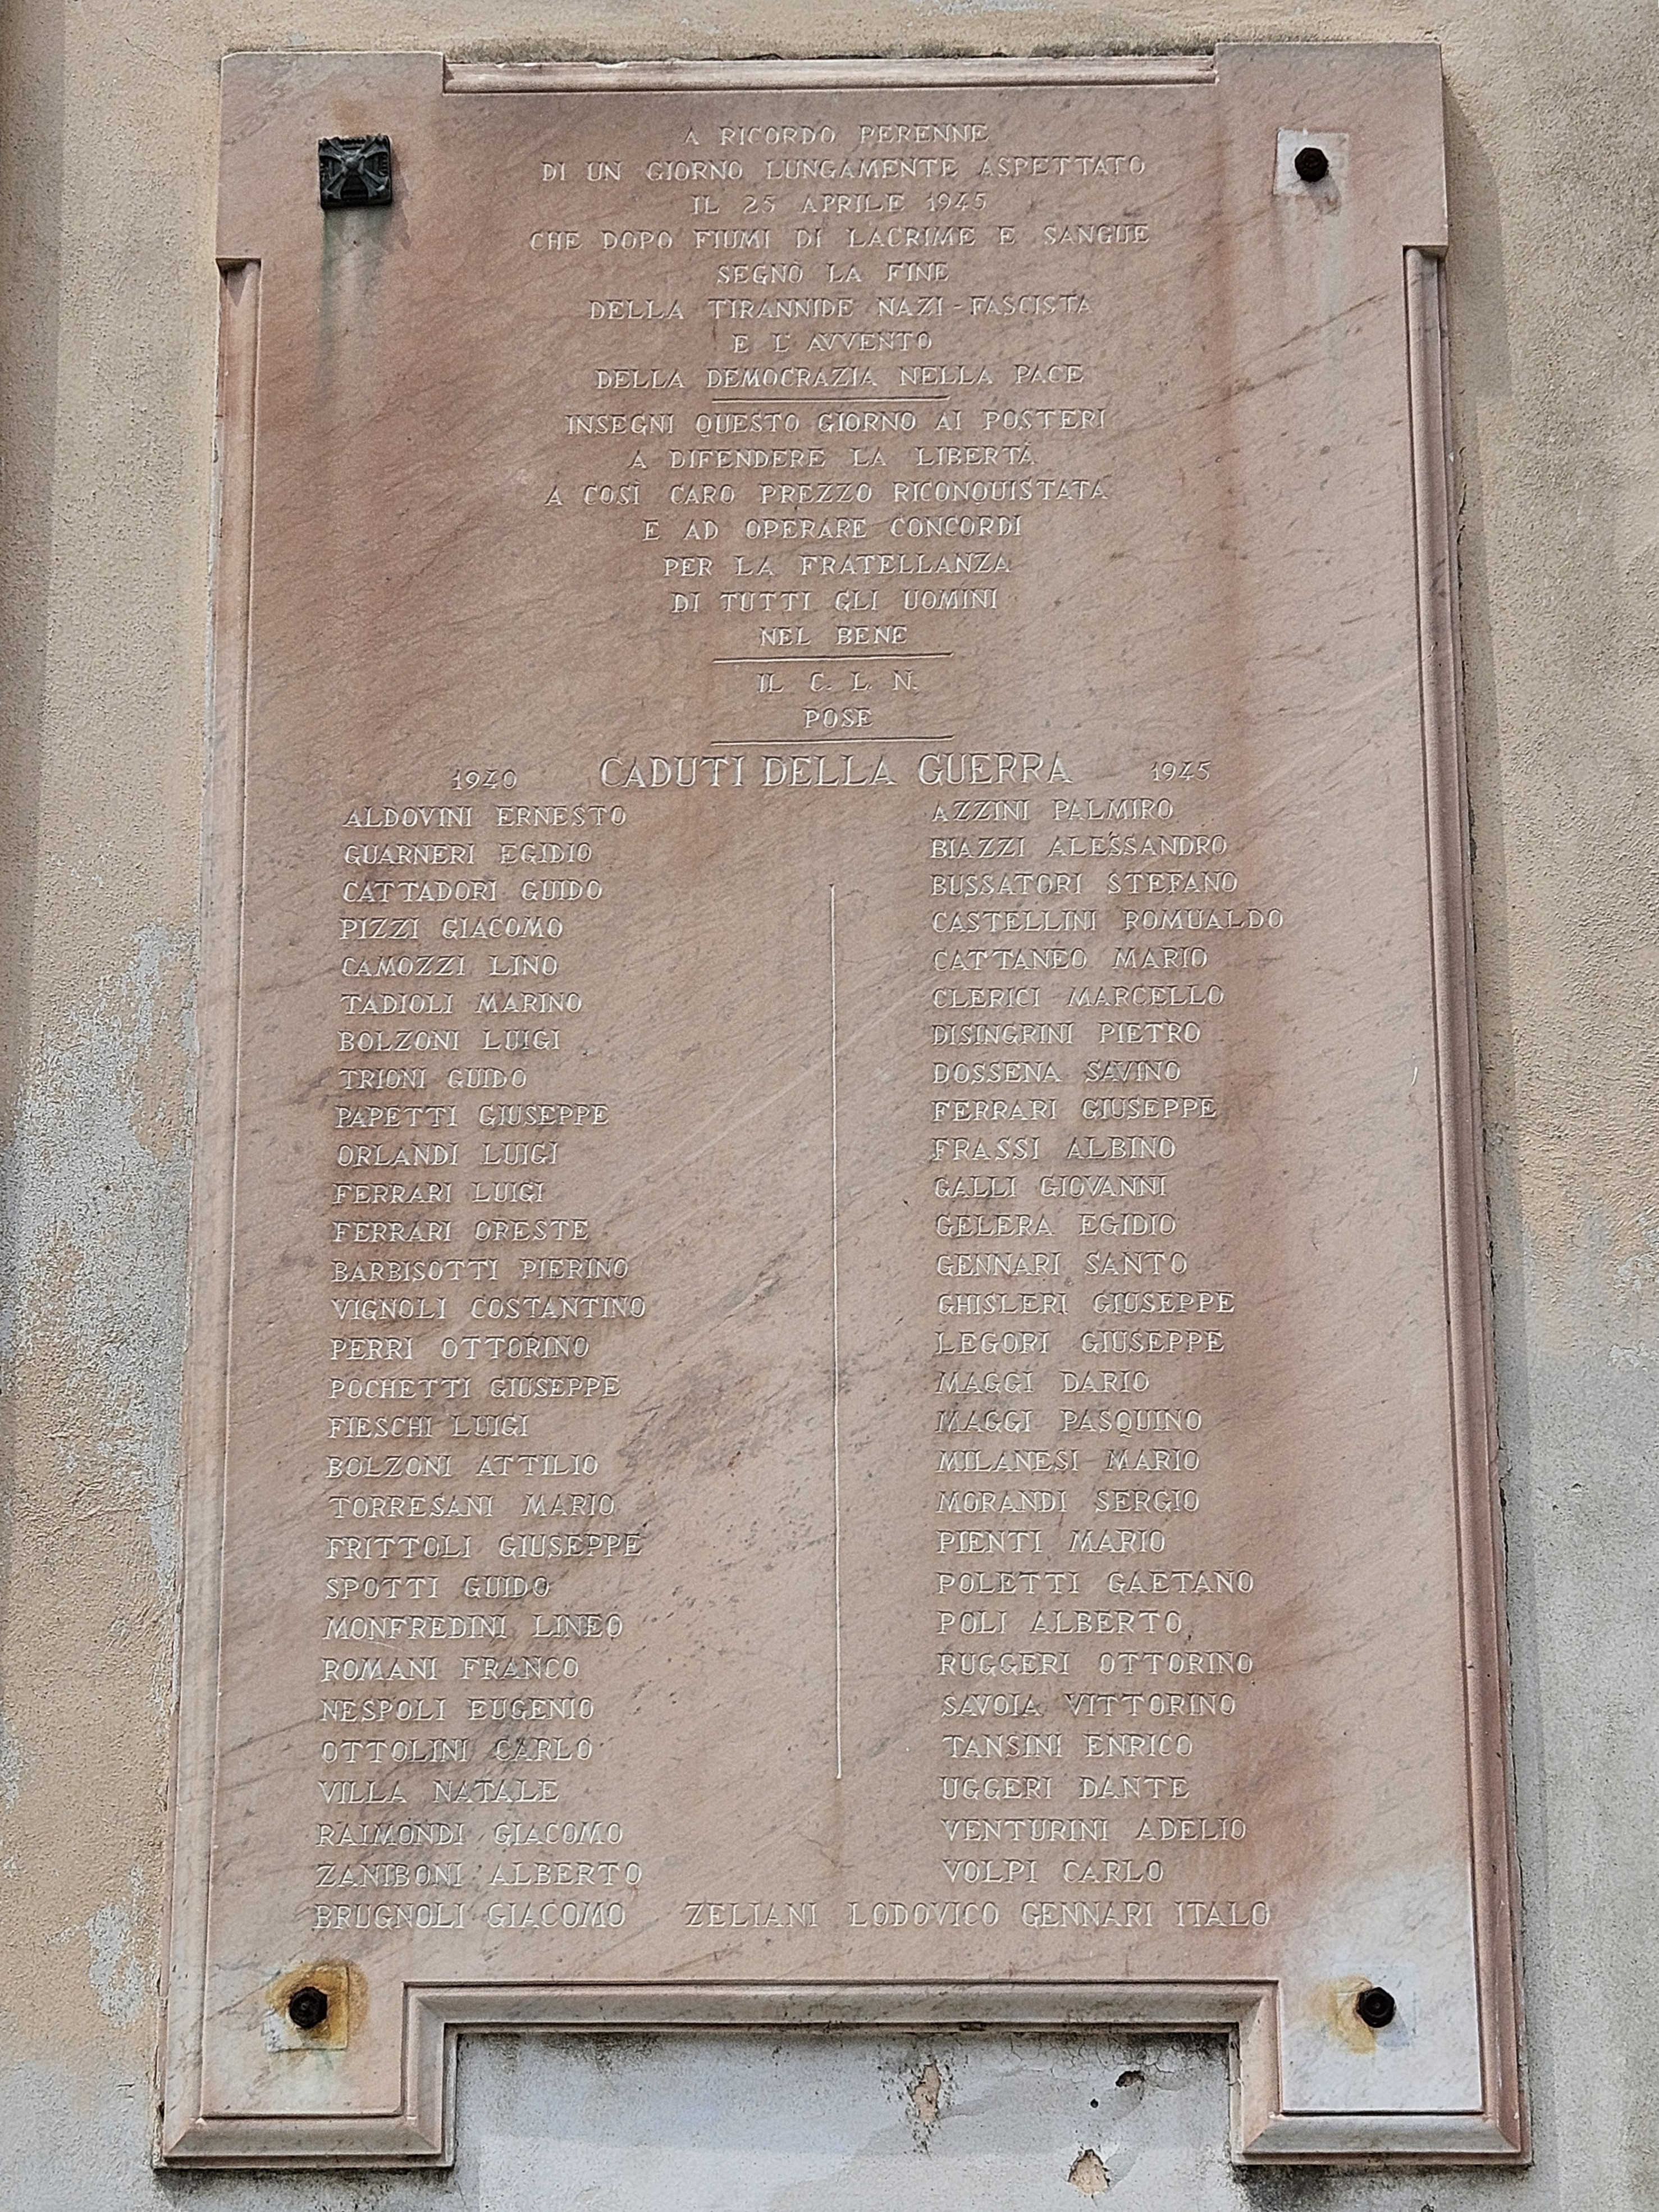 A RICORDO PERENNE
DI UN GIORNO LUNGAMENTE ASPETTATO
IL 25 APRILE 1945
CHE DOPO FIUMI DI LACRIME E SANGUE
SEGNÒ LA FINE
DELLA TIRANNIDE NAZI-FASCISTA
E L'AVVENTO
DELLA DEMOCRAZIA NELLA PACE
INSEGNI QUESTO GIORNO AI POSTERI
A DIFENDERE LA LIBERTÀ
A COSÌ CARO PREZZO RICONQUISTATA
E AD OPERARE CONCORDI
PER LA FRATELLANZA
DI TUTTI GLI UOMINI
NEL BENE
IL C. L. N.
POSE
1940 CADUTI DELLA GUERRA 1945
ALDOVINI ERNESTO
GUARNERI EGIDIO
CATTADORI GUIDO
PIZZI GIACOMO
CAMOZZI LINO
TADIOLI MARINO
BOLZONI LUIGI
TRIONI GUIDO
PAPETTI GIUSEPPE
ORLANDI LUIGI
FERRARI LUIGI
FERRARI ORESTE
BARBISOTTI PIERINO
VIGNOLI COSTANTINO
PERRI OTTORINO
POCHETTI GIUSEPPE
FIESCHI LUIGI
BOLZONI ATTILIO
TORRESANI MARIO
FRITTOLI GIUSEPPE
SPOTTI GUIDO
MONFREDINI LINEO
ROMANI FRANCO
NESPOLI EUGENIO
OTTOLINI CARLO
VILLA NATALE
RAIMONDI GIACOMO
ZANIBONI ALBERTO
AZZINI PALMIRO
BIAZZI ALESSANDRO
BUSSATORI STEFANO
CASTELLINI ROMUALDO
CATTANEO MARIO
CLERICI MARCELLO
DISINGRINI PIETRO
DOSSENA SAVINO
FERRARI GIUSEPPE
FRASSI ALBINO
GALLI GIOVANNI
GELERA EGIDIO
GENNARI SANTO
GHISLERI GIUSEPPE
LEGORI GIUSEPPE
MAGGI DARIO
MAGGI PASQUINO
MILANESI MARIO
MORANDI SERGIO
PIENTI MARIO
POLETTI GAETANO
POLI ALBERTO
RUGGERI OTTORINO
SAVOIA VITTORINO
TANSINI ENRICO
UGGERI DANTE
VENTURINI ADELIO
VOLPI CARLO
BRUGNOLI GIACOMO ZELIANI LODOVICO GENNARI ITALO